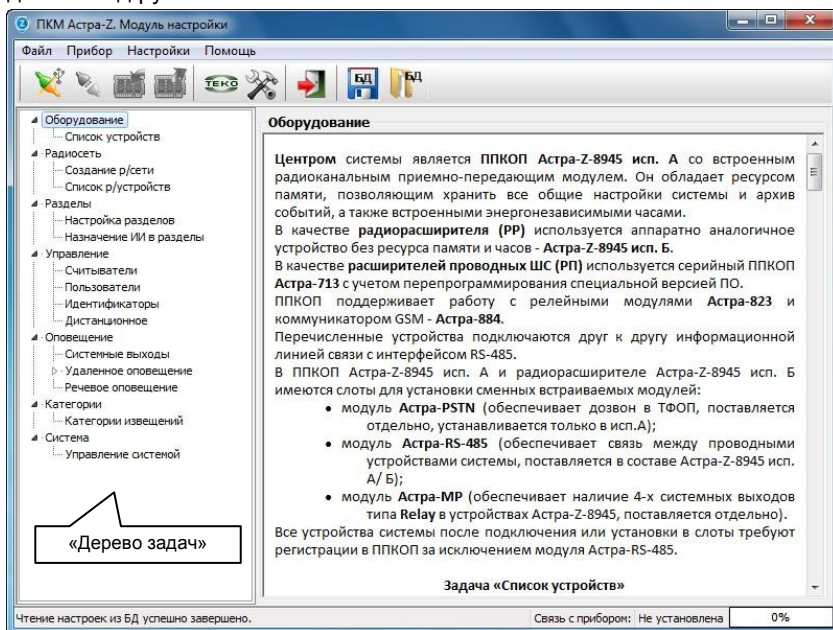 ПКМ Астра-Z. Модуль настройки
Файл Прибор Настройки Помощь
ТЕКО БД БД
Оборудование
Список устройств
Радиосеть
Создание р/сети
Список р/устройств
Разделы
Настройка разделов
Назначение ИИ в разделы
Управление
Считыватели
Пользователи
Идентификаторы
Дистанционное
Оповещение
Системные выходы
Удаленное оповещение
Речевое оповещение
Категории
Категории извещений
Система
Управление системой
«Дерево задач»
Оборудование
Центром системы является ППКОП Астра-Z-8945 исп. А со встроенным
радиоканальным приемно-передающим модулем. Он обладает ресурсом
памяти, позволяющим хранить все общие настройки системы и архив
событий, а также встроенными энергонезависимыми часами.
В качестве радиорасширителя (РР) используется аппаратно аналогичное
устройство без ресурса памяти и часов - Астра-Z-8945 исп. Б.
В качестве расширителей проводных ШС (РП) используется серийный ППКОП
Астра-713 с учетом перепрограммирования специальной версией ПО.
ППКОП поддерживает работу с релейными модулями Астра-823 и
коммуникатором GSM - Астра-884.
Перечисленные устройства подключаются друг к другу информационной
линией связи с интерфейсом RS-485.
В ППКОП Астра-Z-8945 исп. А и радиорасширителе Астра-Z-8945 исп. Б
имеются слоты для установки сменных встраиваемых модулей:
• модуль Астра-PSTN (обеспечивает дозвон в ТФОП, поставляется
отдельно, устанавливается только в исп.А);
• модуль Астра-RS-485 (обеспечивает связь между проводными
устройствами системы, поставляется в составе Астра-Z-8945 исп.
А/ Б);
• модуль Астра-МР (обеспечивает наличие 4-х системных выходов
типа Relay в устройствах Астра-Z-8945, поставляется отдельно).
Все устройства системы после подключения или установки в слоты требуют
регистрации в ППКОП за исключением модуля Астра-RS-485.
Задача «Список устройств»
Чтение настроек из БД успешно завершено. Связь с прибором: Не установлена 0%